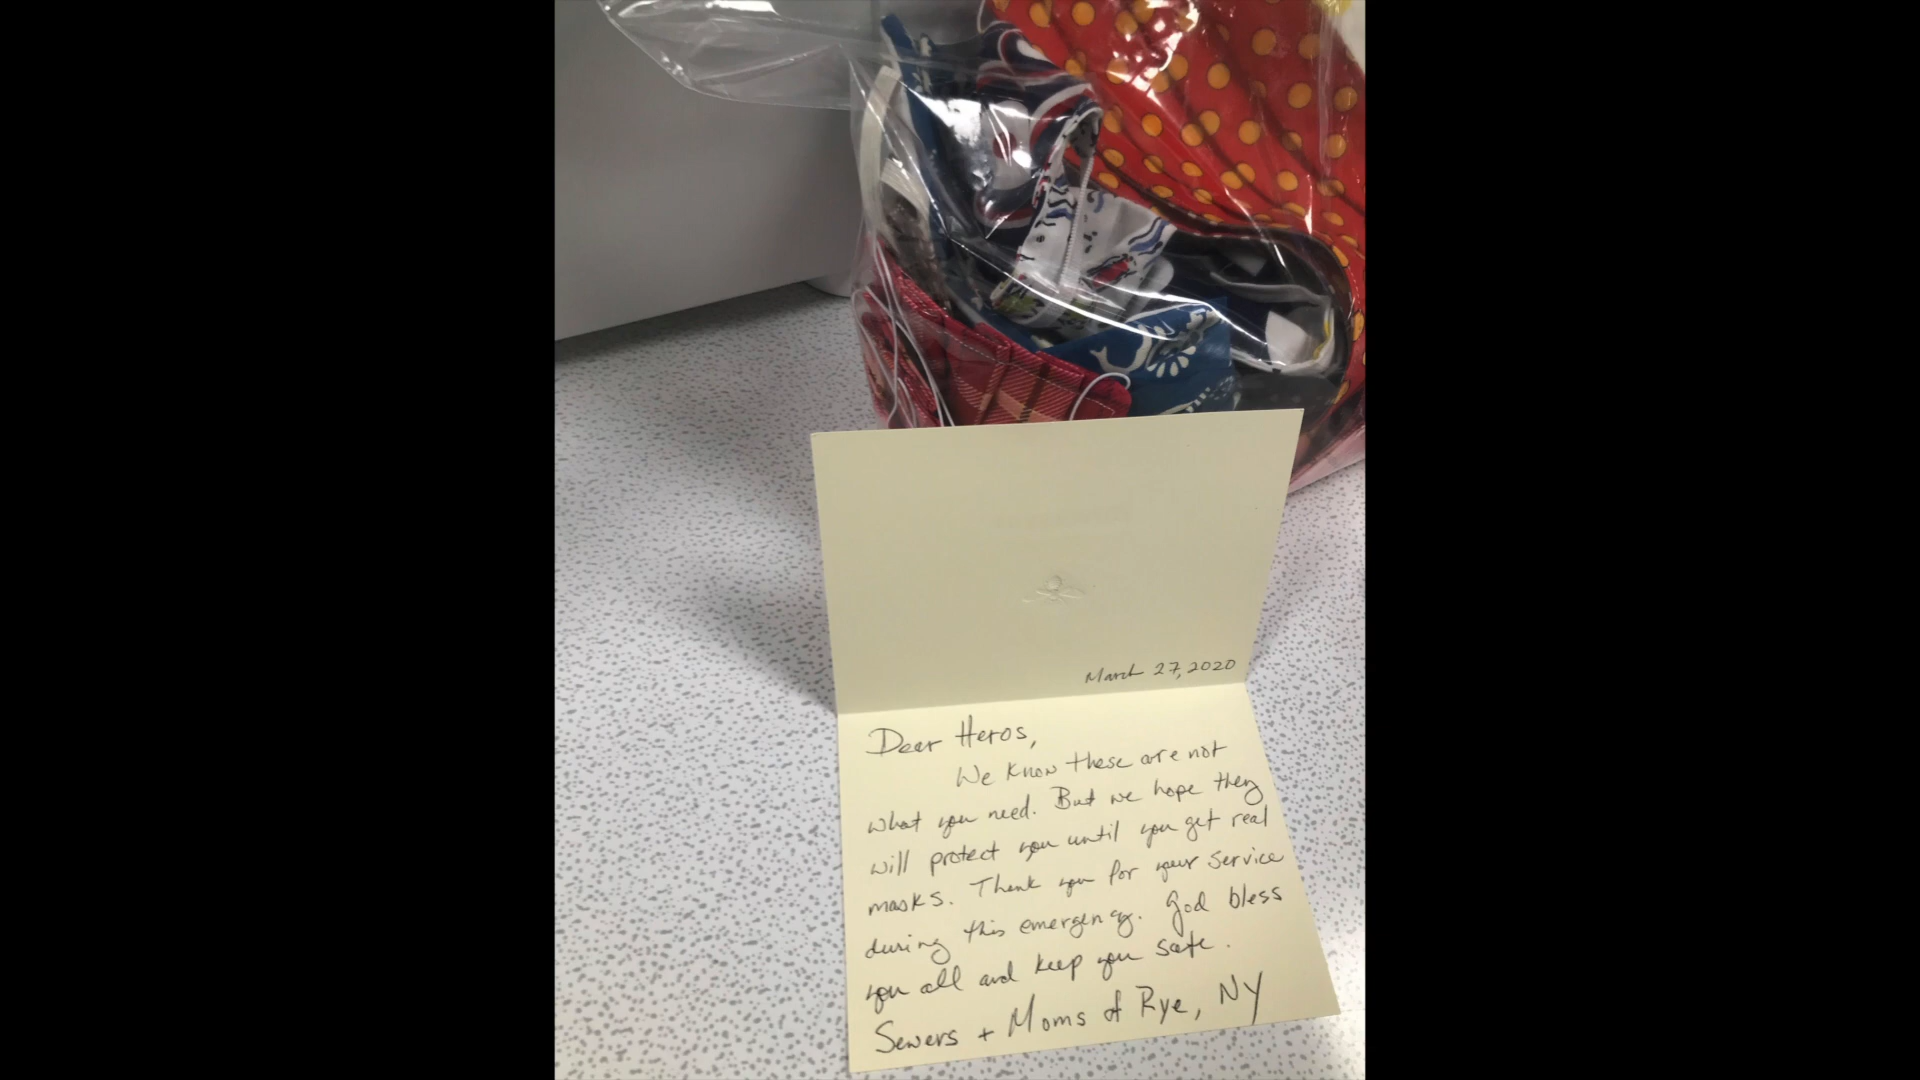 March 27, 2020
Dear Heros,
We know these are not
what you need. But we hope they
will protect you until you get real
masks. Thank you for your service
during this emergency. God bless
you all and keep you safe.
Sewers + Moms of Rye, NY